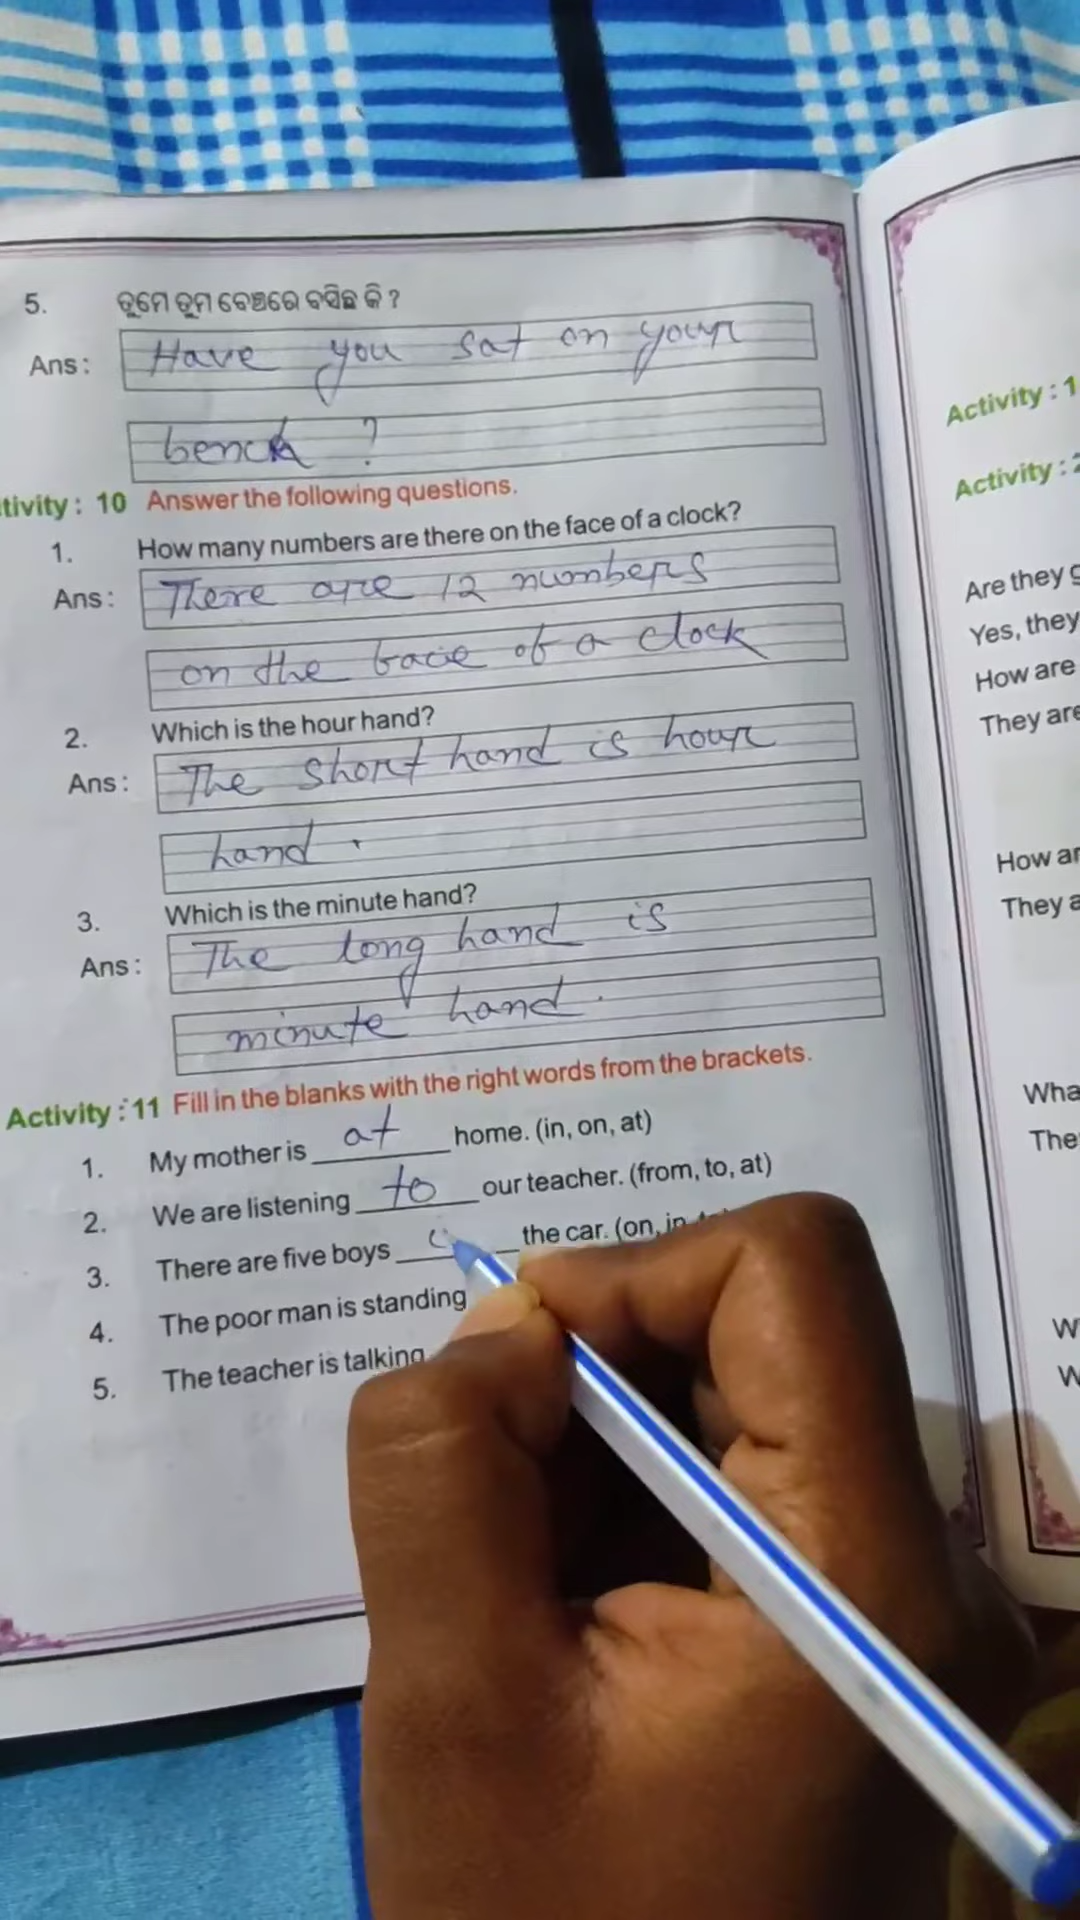 5. ତୁମେ ତୁମ ବେଞ୍ଚରେ ବସିଛ କି ?
Ans : Have you sat on your
bench ?
tivity : 10 Answer the following questions.
1. How many numbers are there on the face of a clock?
Ans : There are 12 numbers
on the face of a clock
2. Which is the hour hand?
Ans : The short hand is hour
hand .
3. Which is the minute hand?
Ans : The long hand is
minute hand .
Activity : 11 Fill in the blanks with the right words from the brackets.
1. My mother is at home. (in, on, at)
2. We are listening to our teacher. (from, to, at)
3. There are five boys the car. (on, in
4. The poor man is standing
5. The teacher is talking
Activity : 1
Activity : 2
Are they g
Yes, they
How are
They are
How ar
They a
Wha
The
W
W